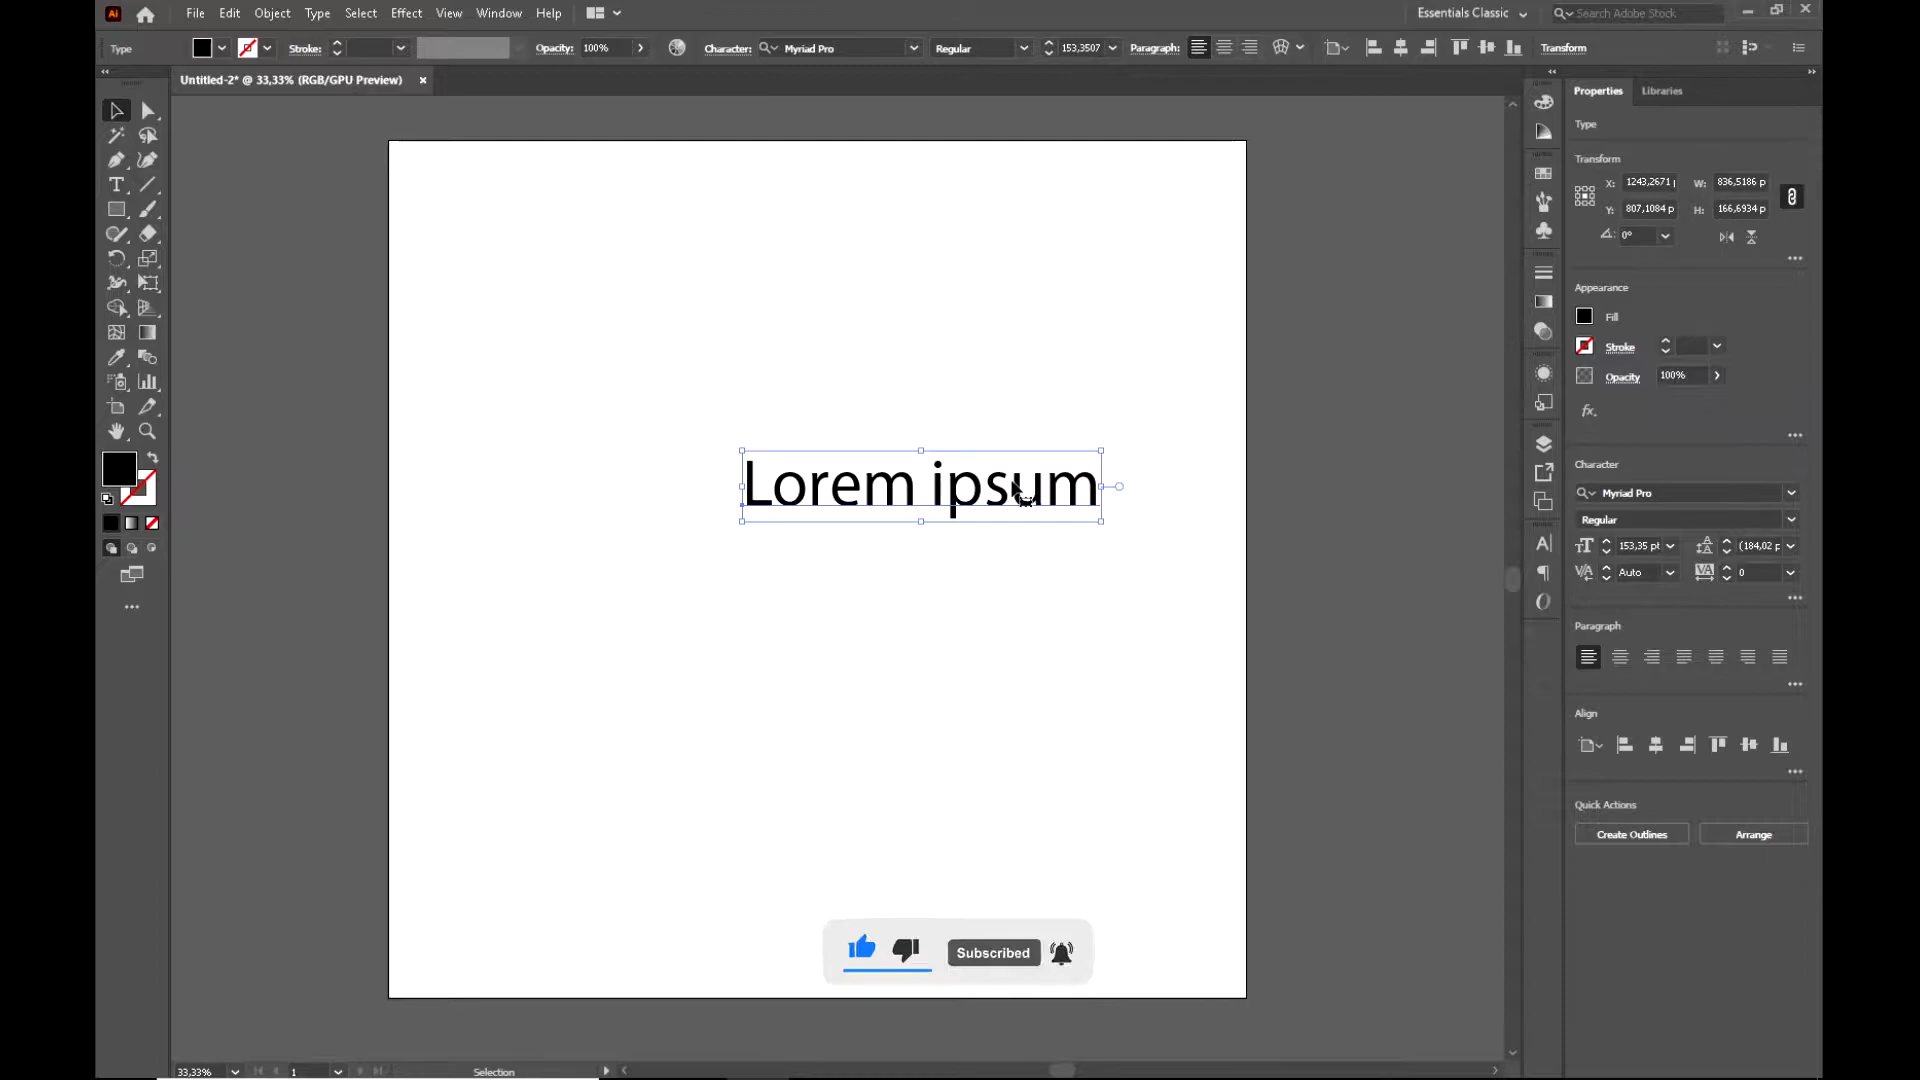 Ai File Edit Object Type Select Effect View Window Help Essentials Classic Search Adobe Stock
Type Stroke: Opacity: 100% Character: Myriad Pro Regular 153,3507 Paragraph: Transform
Untitled-2* @ 33,33% (RGB/GPU Preview)
Properties Libraries
Type
Transform
X: 1243,2671 W: 836,5186 p
Y: 807,1084 p H: 166,6934 p
0°
Appearance
Fill
Stroke
Opacity 100%
fx.
Character
Myriad Pro
Regular
153,35 pt (184,02 p
Auto 0
Paragraph
Align
Quick Actions
Create Outlines Arrange
Lorem ipsum
Subscribed
33,33% 1 Selection